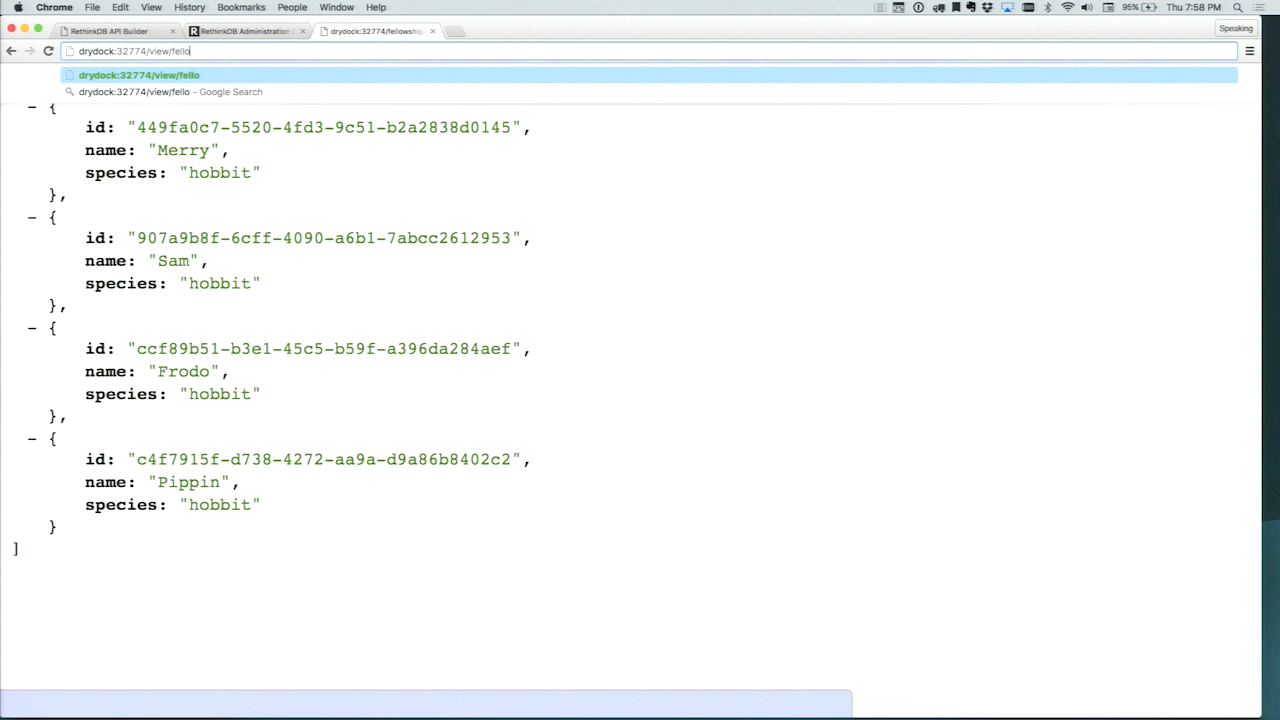 Chrome File Edit View History Bookmarks People Window Help 95% Thu 7:58 PM
RethinkDB API Builder RethinkDB Administration drydock:32774/fellowship Speaking
drydock:32774/view/fello
drydock:32774/view/fello
drydock:32774/view/fello - Google Search
- {
id: "449fa0c7-5520-4fd3-9c51-b2a2838d0145",
name: "Merry",
species: "hobbit"
},
- {
id: "907a9b8f-6cff-4090-a6b1-7abcc2612953",
name: "Sam",
species: "hobbit"
},
- {
id: "ccf89b51-b3e1-45c5-b59f-a396da284aef",
name: "Frodo",
species: "hobbit"
},
- {
id: "c4f7915f-d738-4272-aa9a-d9a86b8402c2",
name: "Pippin",
species: "hobbit"
}
]